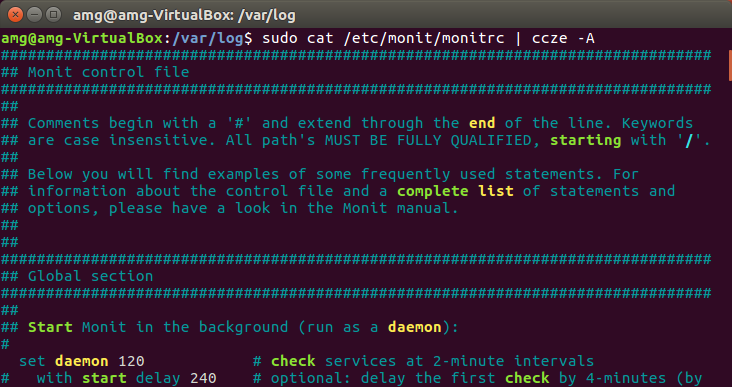 amg@amg-VirtualBox: /var/log
amg@amg-VirtualBox:/var/log$ sudo cat /etc/monit/monitrc | ccze -A
###############################################################################
## Monit control file
###############################################################################
##
## Comments begin with a '#' and extend through the end of the line. Keywords
## are case insensitive. All path's MUST BE FULLY QUALIFIED, starting with '/'.
##
## Below you will find examples of some frequently used statements. For
## information about the control file and a complete list of statements and
## options, please have a look in the Monit manual.
##
##
###############################################################################
## Global section
###############################################################################
##
## Start Monit in the background (run as a daemon):
#
  set daemon 120            # check services at 2-minute intervals
#   with start delay 240    # optional: delay the first check by 4-minutes (by